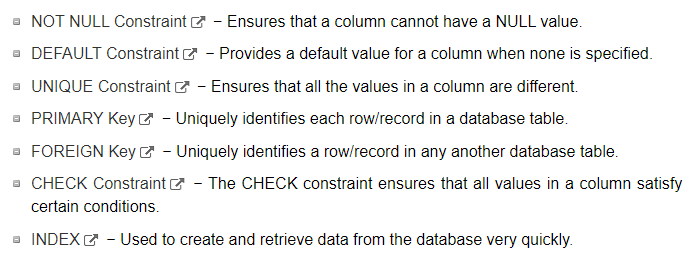 NOT NULL Constraint − Ensures that a column cannot have a NULL value.
DEFAULT Constraint − Provides a default value for a column when none is specified.
UNIQUE Constraint − Ensures that all the values in a column are different.
PRIMARY Key − Uniquely identifies each row/record in a database table.
FOREIGN Key − Uniquely identifies a row/record in any another database table.
CHECK Constraint − The CHECK constraint ensures that all values in a column satisfy
certain conditions.
INDEX − Used to create and retrieve data from the database very quickly.